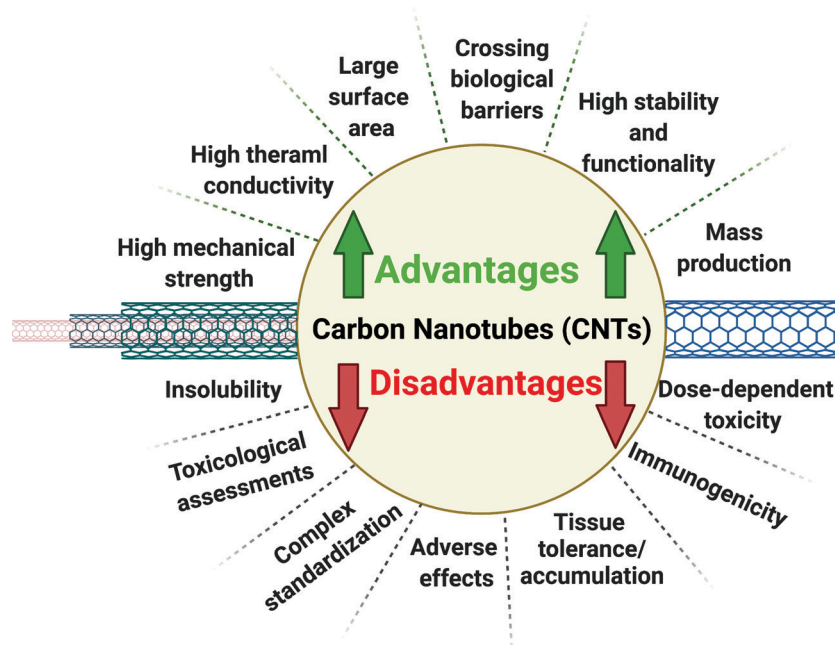 Crossing
biological
barriers
Large
surface
area
High stability
and
functionality
High theraml
conductivity
Mass
production
High mechanical
strength
Advantages
Carbon Nanotubes (CNTs)
Disadvantages
Insolubility
Dose-dependent
toxicity
Toxicological
assessments
Immunogenicity
Complex
standardization
Adverse
effects
Tissue
tolerance/
accumulation